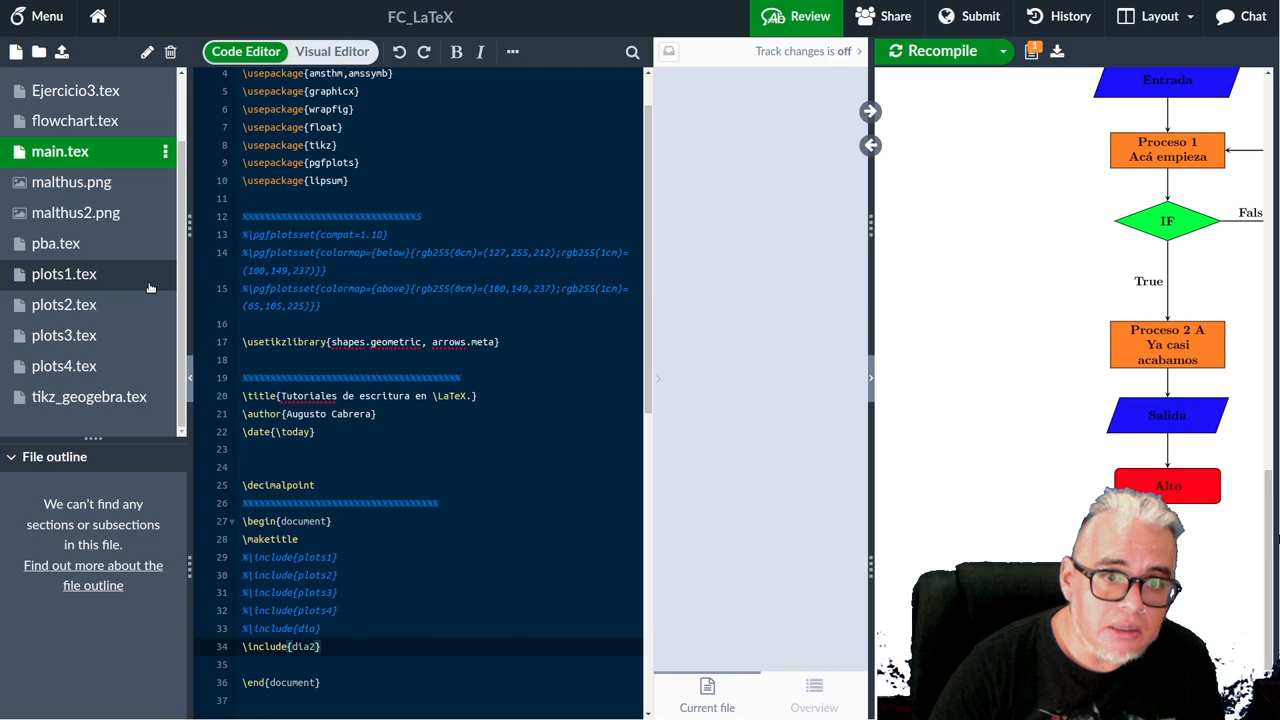 Menu
FC_LaTeX
Review
Share
Submit
History
Layout
Chat
Code Editor
Visual Editor
B
I
Track changes is off
Recompile
1
Ejercicio3.tex
flowchart.tex
main.tex
malthus.png
malthus2.png
pba.tex
plots1.tex
plots2.tex
plots3.tex
plots4.tex
tikz_geogebra.tex
File outline
We can't find any
sections or subsections
in this file.
Find out more about the
file outline
4 \usepackage{amsthm,amssymb}
5 \usepackage{graphicx}
6 \usepackage{wrapfig}
7 \usepackage{float}
8 \usepackage{tikz}
9 \usepackage{pgfplots}
10 \usepackage{lipsum}
11
12 %%%%%%%%%%%%%%%%%%%%%%%%%%%%%%%5
13 %\pgfplotsset{compat=1.18}
14 %\pgfplotsset{colormap={below}{rgb255(0cm)=(127,255,212);rgb255(1cm)=
(100,149,237)}}
15 %\pgfplotsset{colormap={above}{rgb255(0cm)=(100,149,237);rgb255(1cm)=
(65,105,225)}}
16
17 \usetikzlibrary{shapes.geometric, arrows.meta}
18
19 %%%%%%%%%%%%%%%%%%%%%%%%%%%%%%%%%%%%%%%
20 \title{Tutoriales de escritura en \LaTeX.}
21 \author{Augusto Cabrera}
22 \date{\today}
23
24
25 \decimalpoint
26 %%%%%%%%%%%%%%%%%%%%%%%%%%%%%%%%%%%
27 \begin{document}
28 \maketitle
29 %\include{plots1}
30 %\include{plots2}
31 %\include{plots3}
32 %\include{plots4}
33 %\include{dia}
34 \include{dia2}
35
36 \end{document}
37
Current file
Overview
Entrada
Proceso 1
Acá empieza
IF
Fals
True
Proceso 2 A
Ya casi
acabamos
Salida
Alto